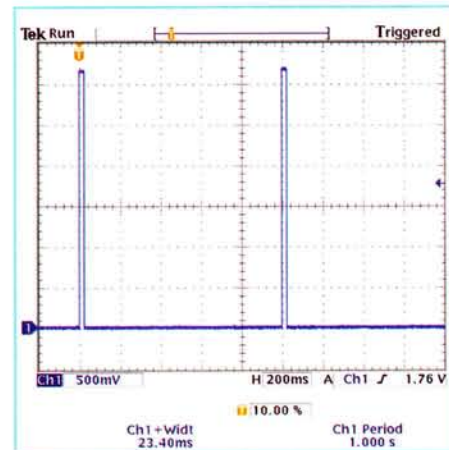 Tek Run Triggered
T
1
Ch1 500mV H 200ms A Ch1 1.76 V
10.00 %
Ch1+Widt Ch1 Period
23.40ms 1.000 s